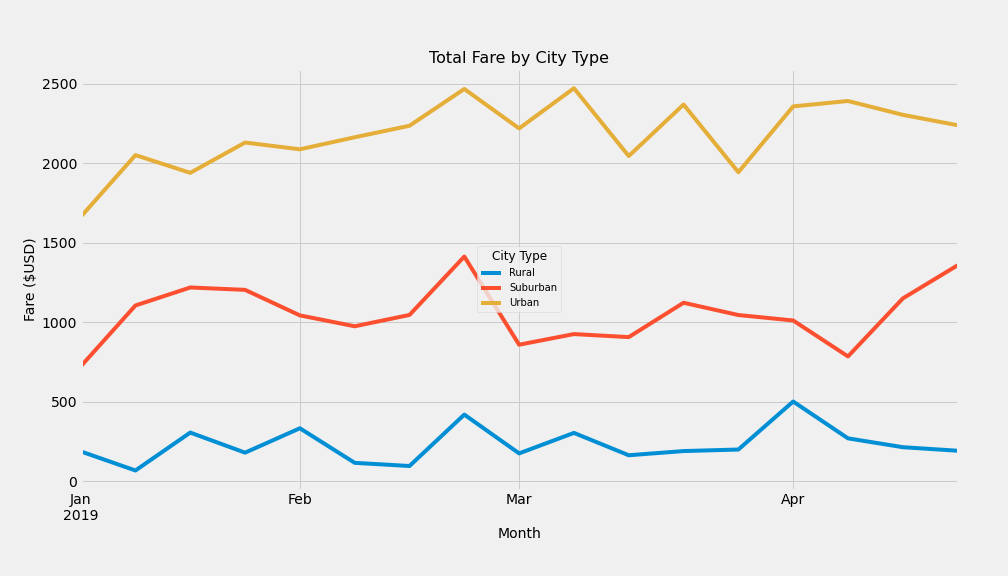 Total Fare by City Type
Fare ($USD)
2500
2000
1500
1000
500
0
City Type
Rural
Suburban
Urban
Jan
2019
Feb
Mar
Apr
Month